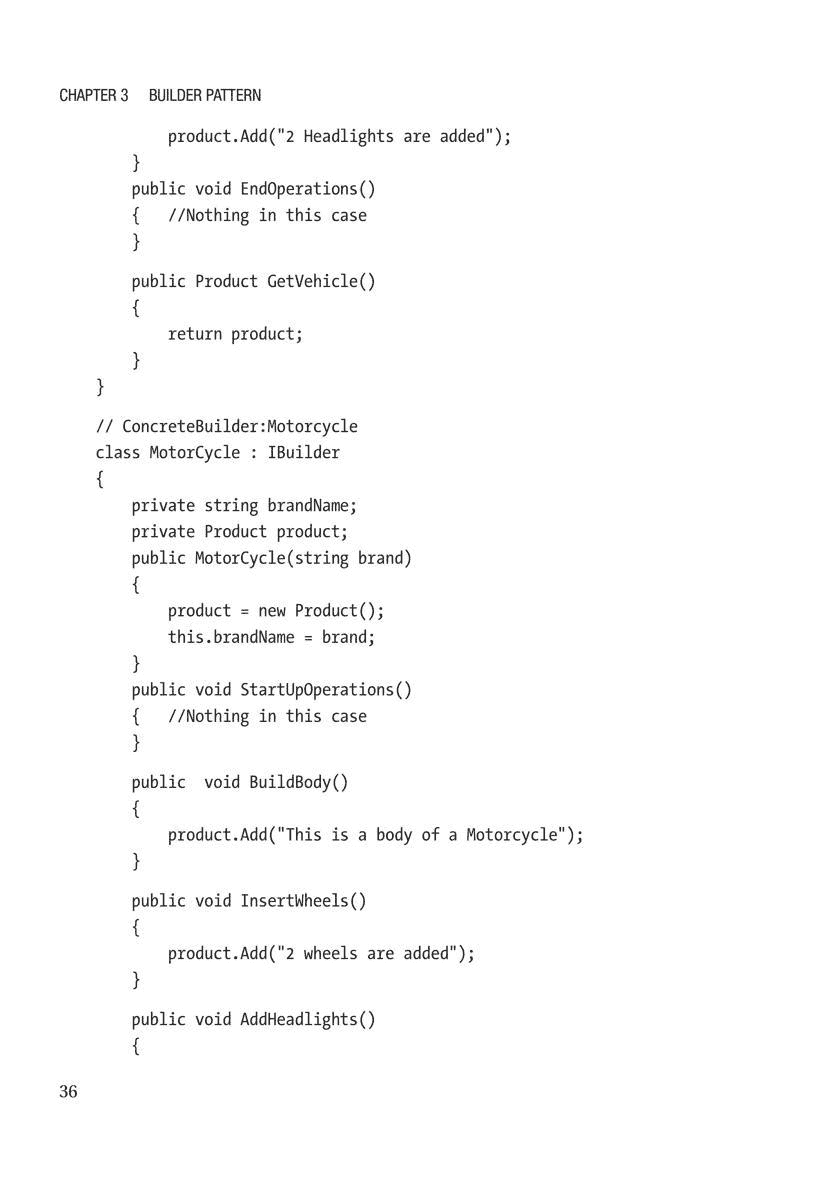 CHAPTER 3 BUILDER PATTERN
product.Add("2 Headlights are added");
}
public void EndOperations()
{ //Nothing in this case
}
public Product GetVehicle()
{
return product;
}
}
// ConcreteBuilder:Motorcycle
class MotorCycle : IBuilder
{
private string brandName;
private Product product;
public MotorCycle(string brand)
{
product = new Product();
this.brandName = brand;
}
public void StartUpOperations()
{ //Nothing in this case
}
public  void BuildBody()
{
product.Add("This is a body of a Motorcycle");
}
public void InsertWheels()
{
product.Add("2 wheels are added");
}
public void AddHeadlights()
{
36